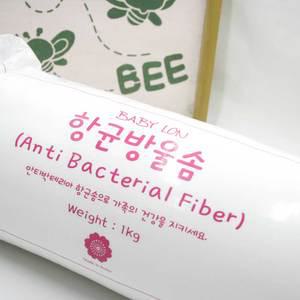 BEE
BABY LON
항균방울솜
(Anti Bacterial Fiber)
안티박테리아 항균솜으로 가족의 건강을 지키세요.
Weight : 1kg